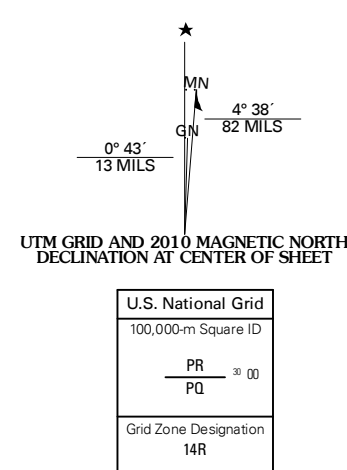 ★
MN
4° 38´
82 MILS
GN
0° 43´
13 MILS
UTM GRID AND 2010 MAGNETIC NORTH
DECLINATION AT CENTER OF SHEET
U.S. National Grid
100,000-m Square ID
PR
30 00
PQ
Grid Zone Designation
14R